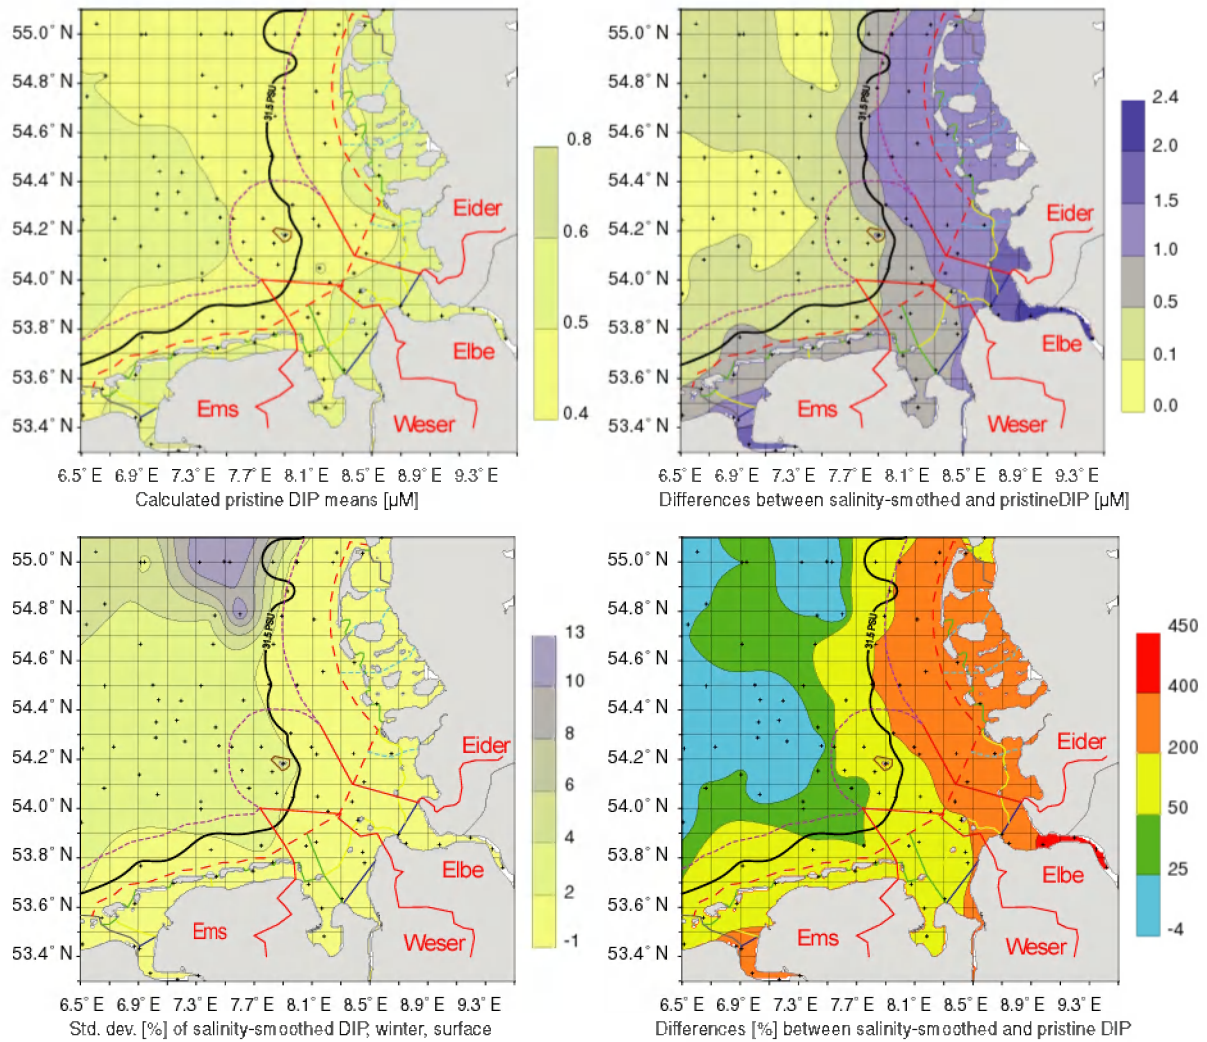 55.0° N
54.8° N
54.6° N
54.4° N
54.2° N
54.0° N
53.8° N
53.6° N
53.4° N
31.5 PSU
Eider
Elbe
Ems
Weser
0.8
0.6
0.5
0.4
6.5° E 6.9° E 7.3° E 7.7° E 8.1° E 8.5° E 8.9° E 9.3° E
Calculated pristine DIP means [µM]
55.0° N
54.8° N
54.6° N
54.4° N
54.2° N
54.0° N
53.8° N
53.6° N
53.4° N
31.5 PSU
Eider
Elbe
Ems
Weser
2.4
2.0
1.5
1.0
0.5
0.1
0.0
6.5° E 6.9° E 7.3° E 7.7° E 8.1° E 8.5° E 8.9° E 9.3° E
Differences between salinity-smothed and pristineDIP [µM]
55.0° N
54.8° N
54.6° N
54.4° N
54.2° N
54.0° N
53.8° N
53.6° N
53.4° N
31.5 PSU
Eider
Elbe
Ems
Weser
13
10
8
6
4
2
-1
6.5° E 6.9° E 7.3° E 7.7° E 8.1° E 8.5° E 8.9° E 9.3° E
Std. dev. [%] of salinity-smoothed DIP, winter, surface
55.0° N
54.8° N
54.6° N
54.4° N
54.2° N
54.0° N
53.8° N
53.6° N
53.4° N
31.5 PSU
Eider
Elbe
Ems
Weser
450
400
200
50
25
-4
6.5° E 6.9° E 7.3° E 7.7° E 8.1° E 8.5° E 8.9° E 9.3° E
Differences [%] between salinity-smoothed and pristine DIP